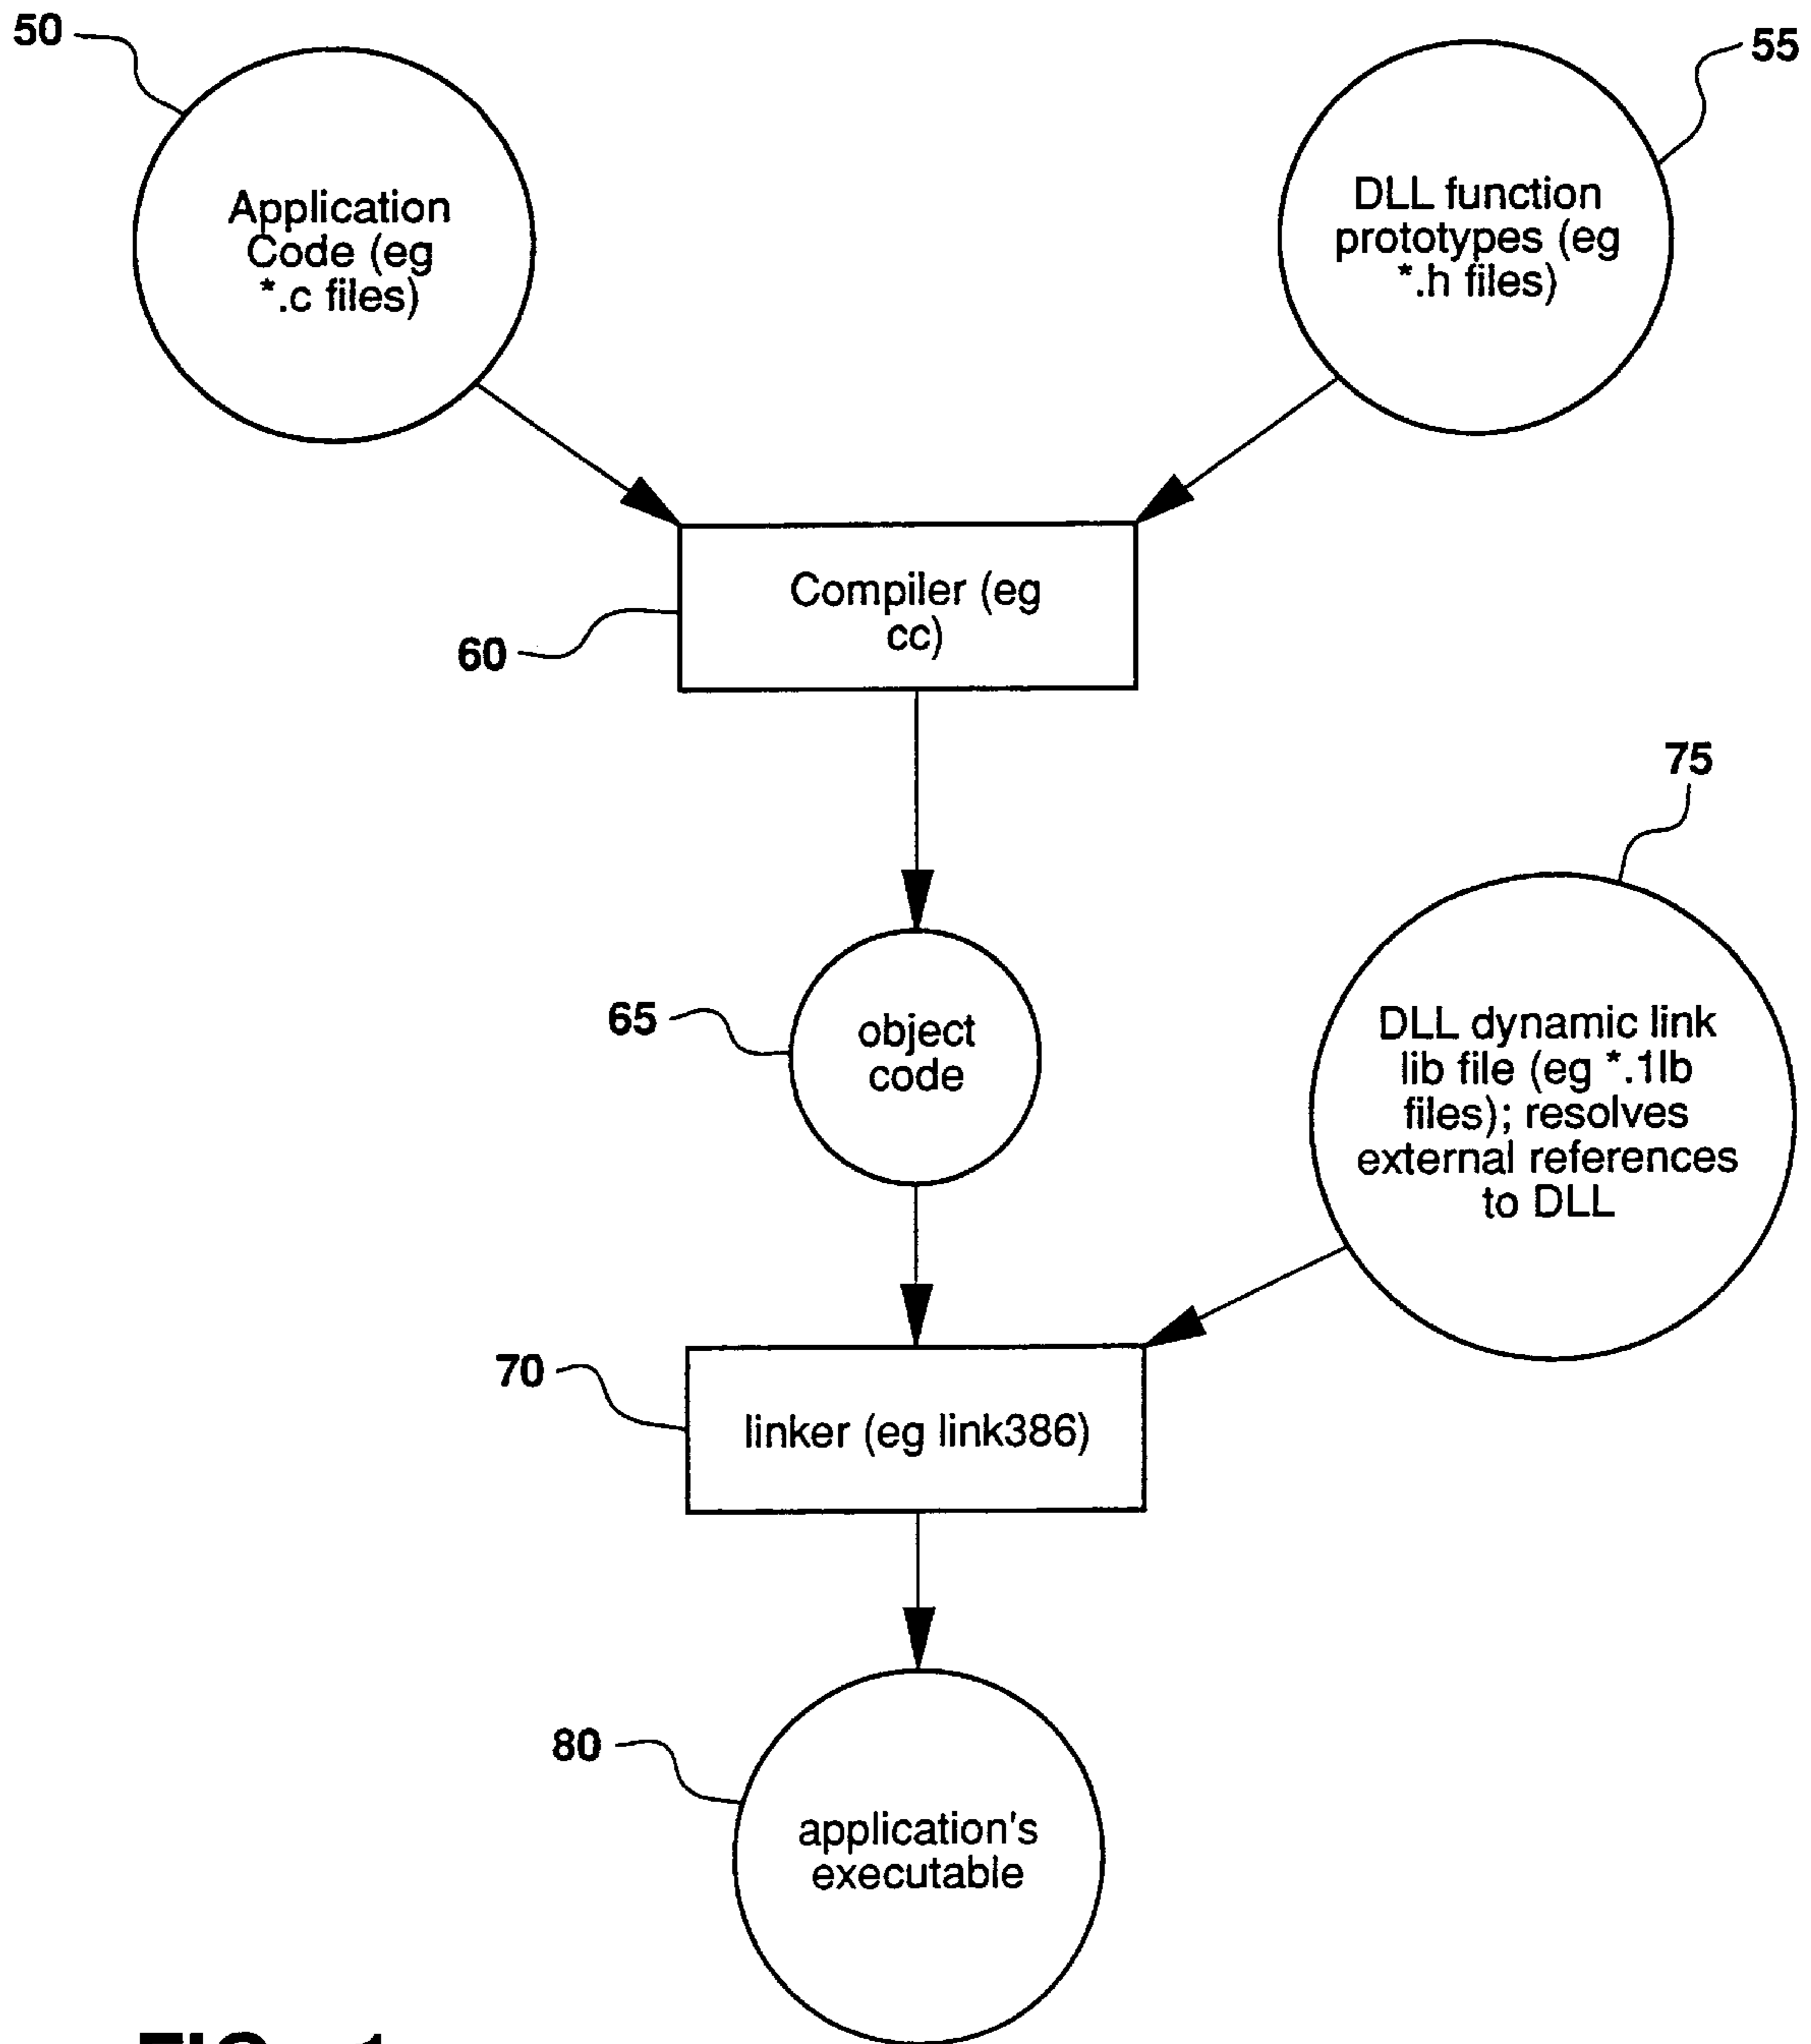 50
55
Application
Code (eg
*.c files)
DLL function
prototypes (eg
*.h files)
Compiler (eg
cc)
60
75
65
object
code
DLL dynamic link
lib file (eg *.1lb
files); resolves
external references
to DLL
70
linker (eg link386)
80
application's
executable
FIG. 1